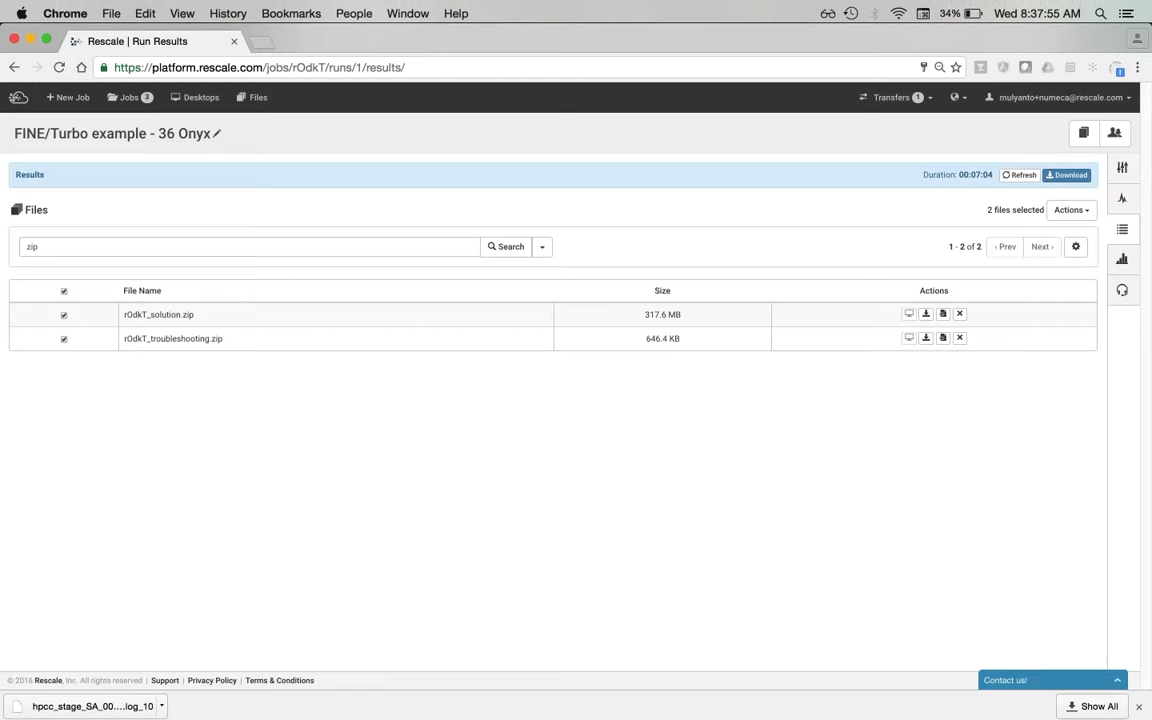 Chrome File Edit View History Bookmarks People Window Help 34% Wed 8:37:55 AM
Rescale | Run Results
https://platform.rescale.com/jobs/rOdkT/runs/1/results/
+ New Job Jobs 3 Desktops Files Transfers 1 mulyanto+numeca@rescale.com
FINE/Turbo example - 36 Onyx
Results Duration: 00:07:04 Refresh Download
Files 2 files selected Actions
zip Search 1 - 2 of 2 ‹ Prev Next ›
File Name Size Actions
rOdkT_solution.zip 317.6 MB
rOdkT_troubleshooting.zip 646.4 KB
© 2016 Rescale, Inc. All rights reserved | Support | Privacy Policy | Terms & Conditions Contact us!
hpcc_stage_SA_00....log_10 Show All